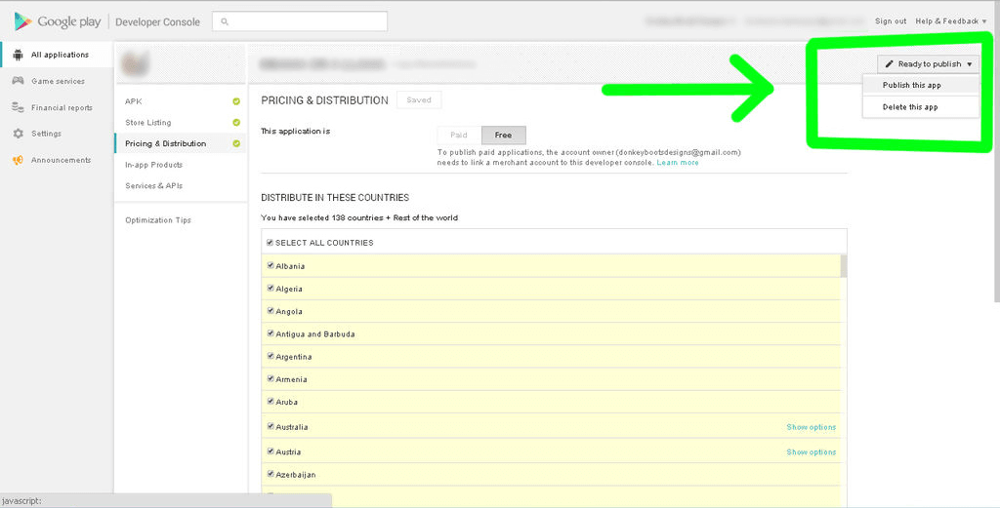 Google play Developer Console
Sign out Help & Feedback
All applications
Game services
Financial reports
Settings
Announcements
APK
Store Listing
Pricing & Distribution
In-app Products
Services & APIs
Optimization Tips
Ready to publish
Publish this app
Delete this app
PRICING & DISTRIBUTION Saved
This application is
Paid Free
To publish paid applications, the account owner (donkeybootsdesigns@gmail.com)
needs to link a merchant account to this developer console. Learn more
DISTRIBUTE IN THESE COUNTRIES
You have selected 138 countries + Rest of the world
SELECT ALL COUNTRIES
Albania
Algeria
Angola
Antigua and Barbuda
Argentina
Armenia
Aruba
Australia Show options
Austria Show options
Azerbaijan
javascript: